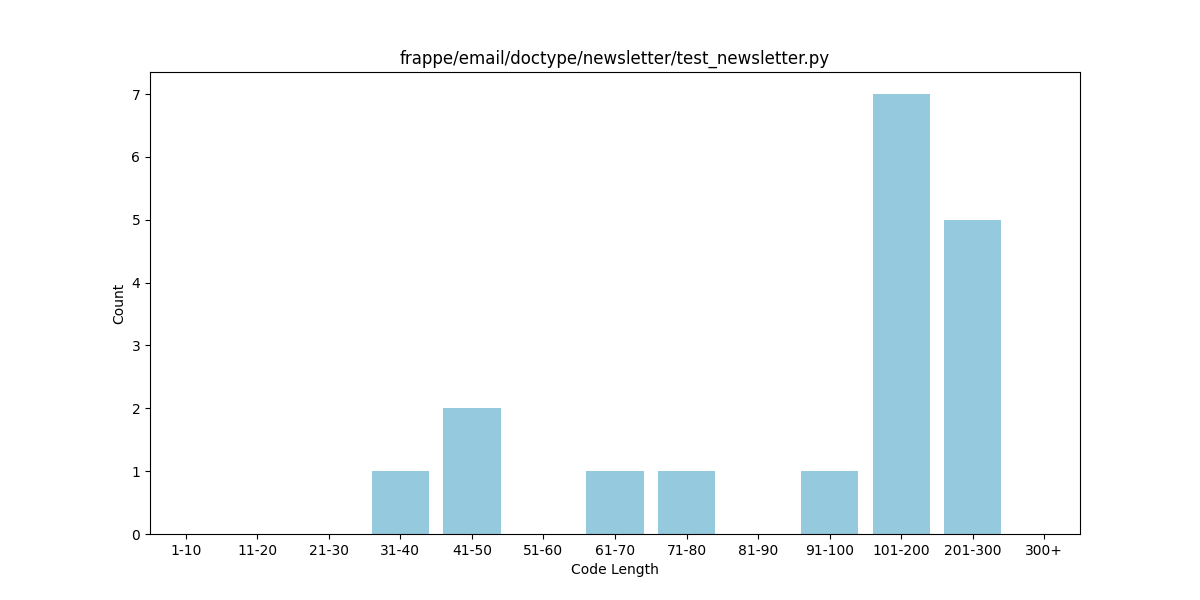 frappe/email/doctype/newsletter/test_newsletter.py
7
6
5
4
3
2
1
0
Count
1-10 11-20 21-30 31-40 41-50 51-60 61-70 71-80 81-90 91-100 101-200 201-300 300+
Code Length